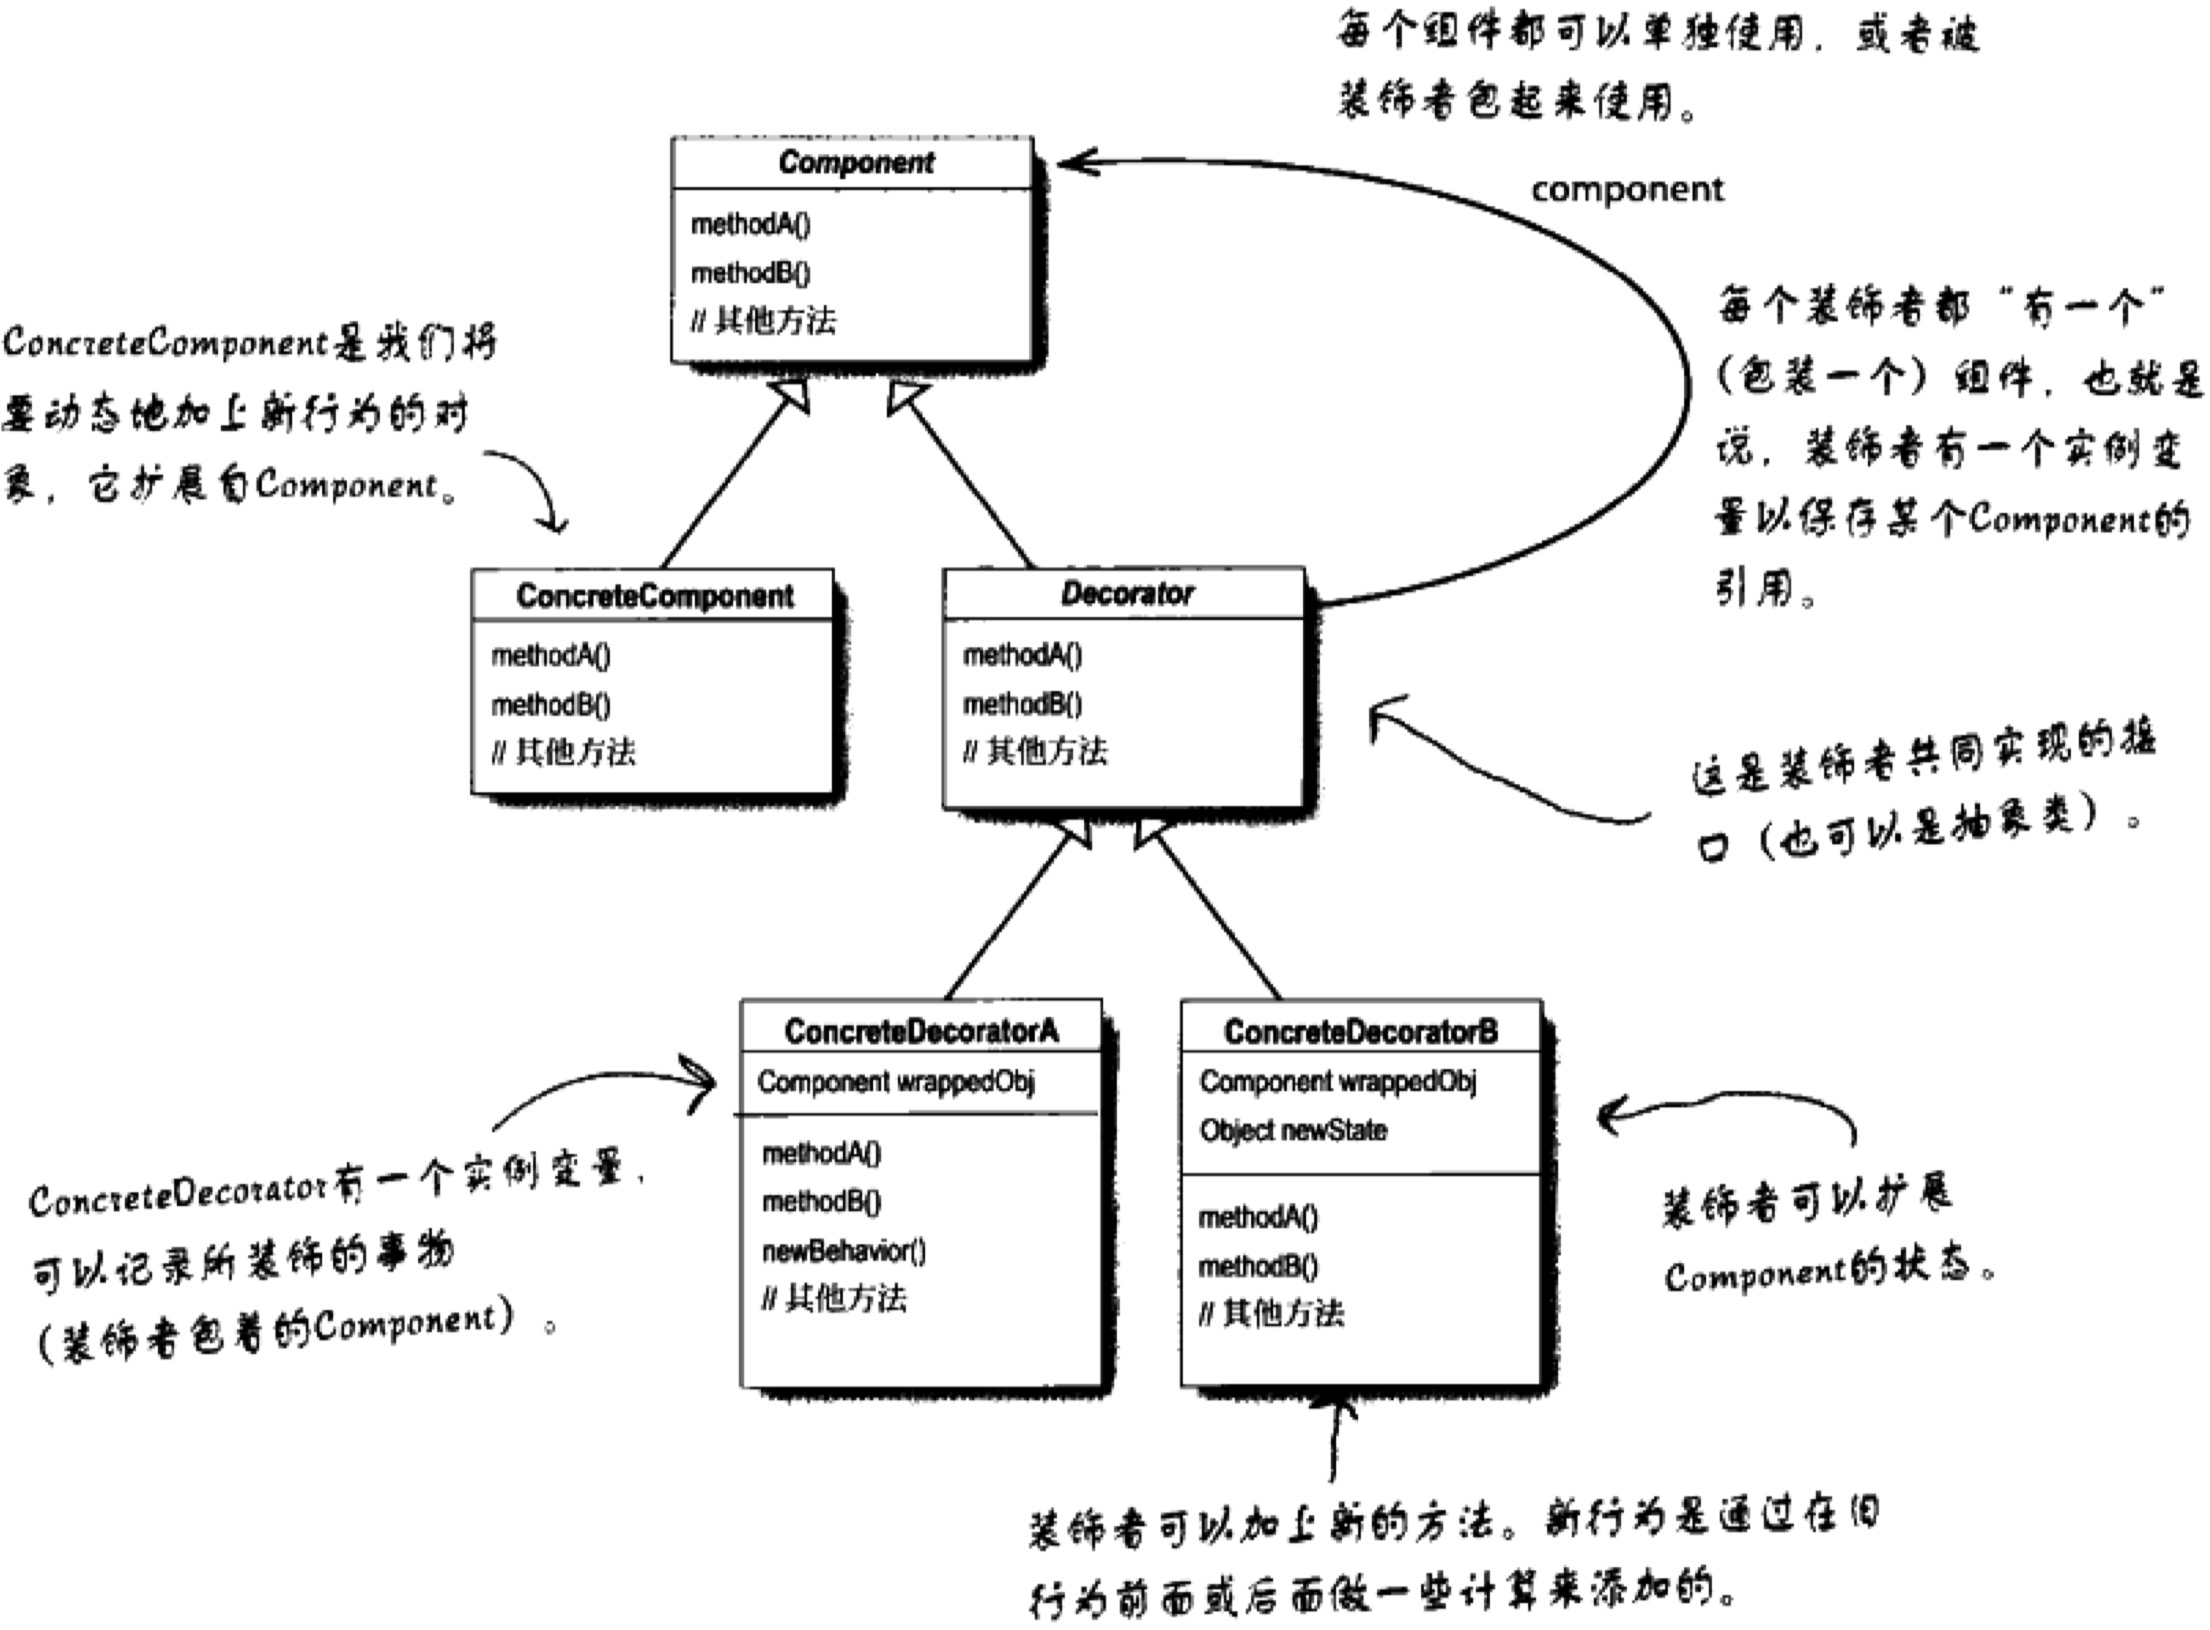 每个组件都可以单独使用，或者被
装饰者包起来使用。
Component
methodA()
methodB()
// 其他方法
component
每个装饰者都“有一个”
（包装一个）组件，也就是
说，装饰者有一个实例变
量以保存某个Component的
引用。
ConcreteComponent是我们将
要动态地加上新行为的对
象，它扩展自Component。
ConcreteComponent
methodA()
methodB()
// 其他方法
Decorator
methodA()
methodB()
// 其他方法
这是装饰者共同实现的接
口（也可以是抽象类）。
ConcreteDecoratorA
Component wrappedObj
methodA()
methodB()
newBehavior()
// 其他方法
ConcreteDecoratorB
Component wrappedObj
Object newState
methodA()
methodB()
// 其他方法
ConcreteDecorator有一个实例变量，
可以记录所装饰的事物
（装饰者包着的Component）。
装饰者可以扩展
Component的状态。
装饰者可以加上新的方法。新行为是通过在旧
行为前面或后面做一些计算来添加的。